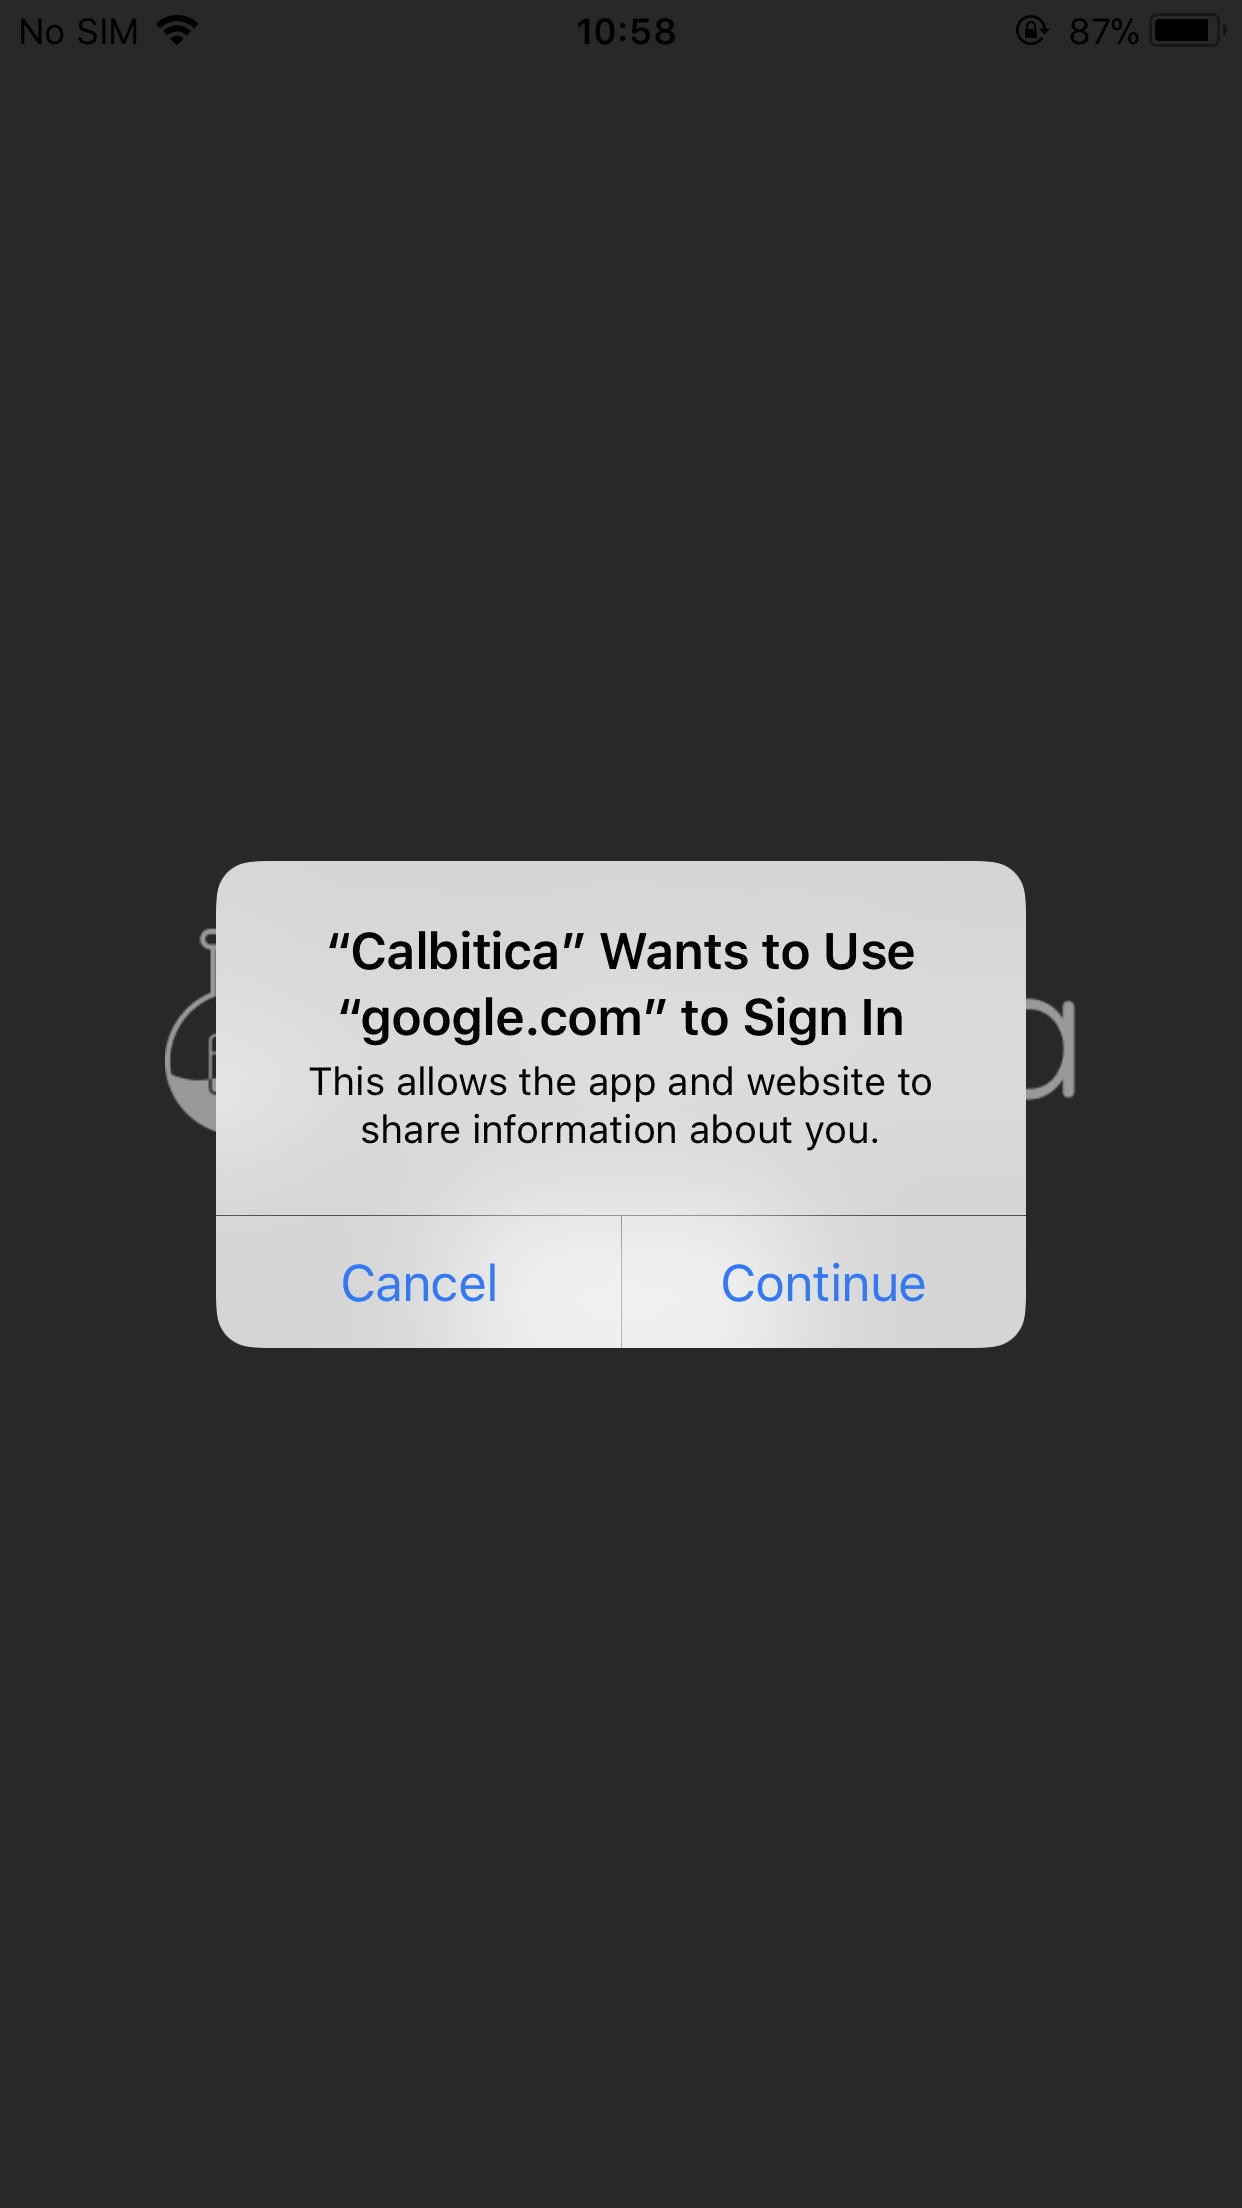 No SIM 10:58 87%
“Calbitica” Wants to Use
“google.com” to Sign In
This allows the app and website to
share information about you.
Cancel Continue